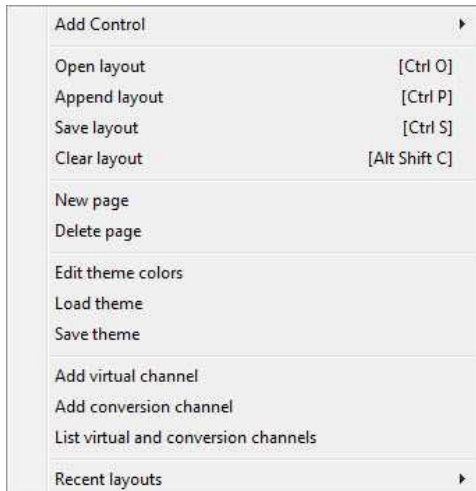 Add Control
Open layout [Ctrl O]
Append layout [Ctrl P]
Save layout [Ctrl S]
Clear layout [Alt Shift C]
New page
Delete page
Edit theme colors
Load theme
Save theme
Add virtual channel
Add conversion channel
List virtual and conversion channels
Recent layouts